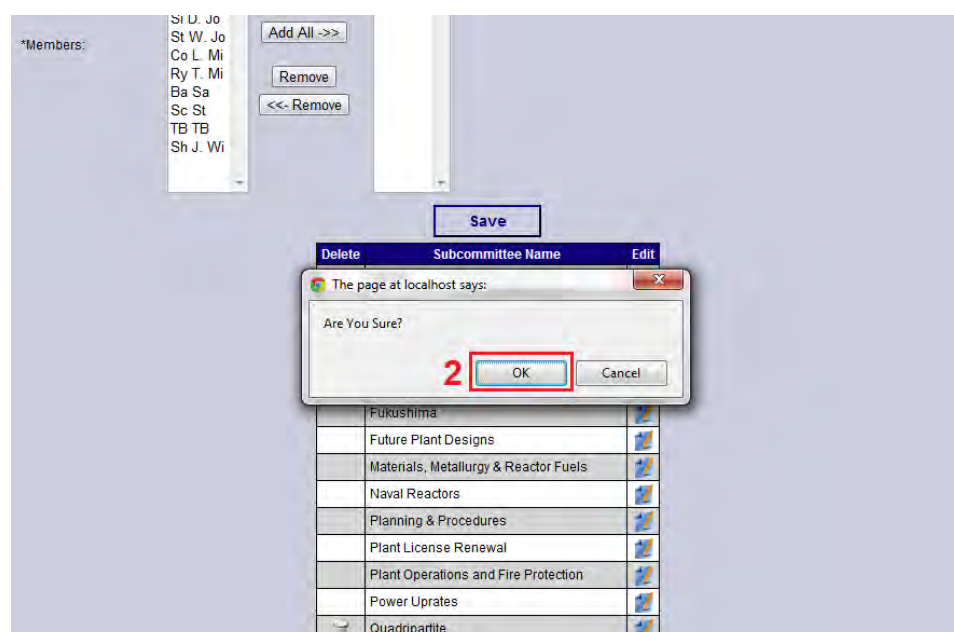 Si D. Jo
*Members:
St W. Jo
Add All ->>
Co L. Mi
Ry T. Mi
Remove
Ba Sa
<<- Remove
Sc St
TB TB
Sh J. Wi
Save
Delete Subcommittee Name Edit
The page at localhost says:
Are You Sure?
2 OK Cancel
Fukushima
Future Plant Designs
Materials, Metallurgy & Reactor Fuels
Naval Reactors
Planning & Procedures
Plant License Renewal
Plant Operations and Fire Protection
Power Uprates
Quadripartite